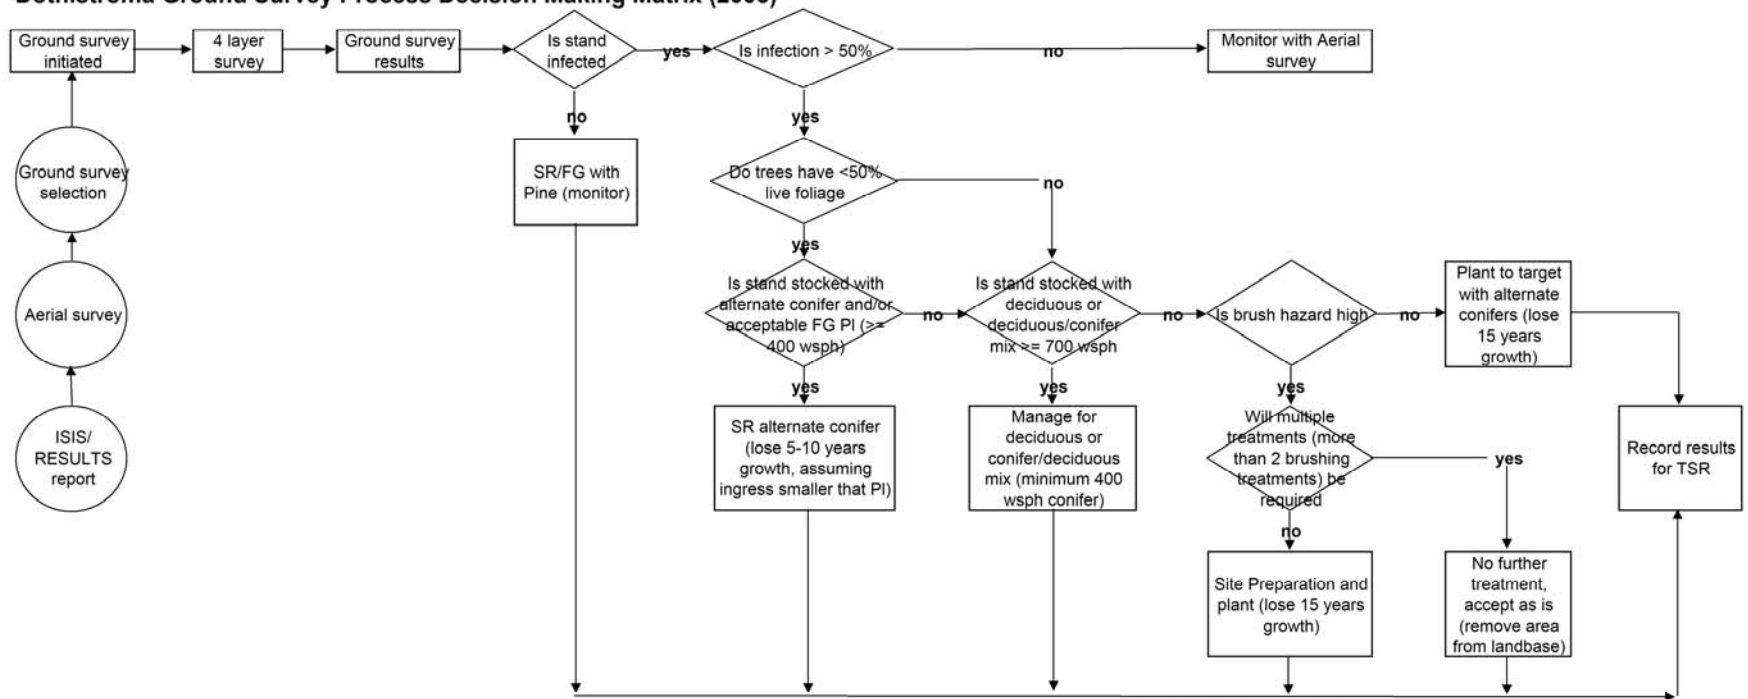 Dothistroma Ground Survey Process Decision Making Matrix (2008)
Ground survey
initiated
4 layer
survey
Ground survey
results
Is stand
infected
yes
Is infection > 50%
no
Monitor with Aerial
survey
no
yes
Ground survey
selection
SR/FG with
Pine (monitor)
Do trees have <50%
live foliage
no
yes
Aerial survey
Is stand stocked with
alternate conifer and/or
acceptable FG Pl (>=
400 wsph)
no
Is stand stocked with
deciduous or
deciduous/conifer
mix >= 700 wsph
no
Is brush hazard high
no
Plant to target
with alternate
conifers (lose
15 years
growth)
yes
yes
yes
ISIS/
RESULTS
report
SR alternate conifer
(lose 5-10 years
growth, assuming
ingress smaller that Pl)
Manage for
deciduous or
conifer/deciduous
mix (minimum 400
wsph conifer)
Will multiple
treatments (more
than 2 brushing
treatments) be
required
yes
Record results
for TSR
no
Site Preparation and
plant (lose 15 years
growth)
No further
treatment,
accept as is
(remove area
from landbase)